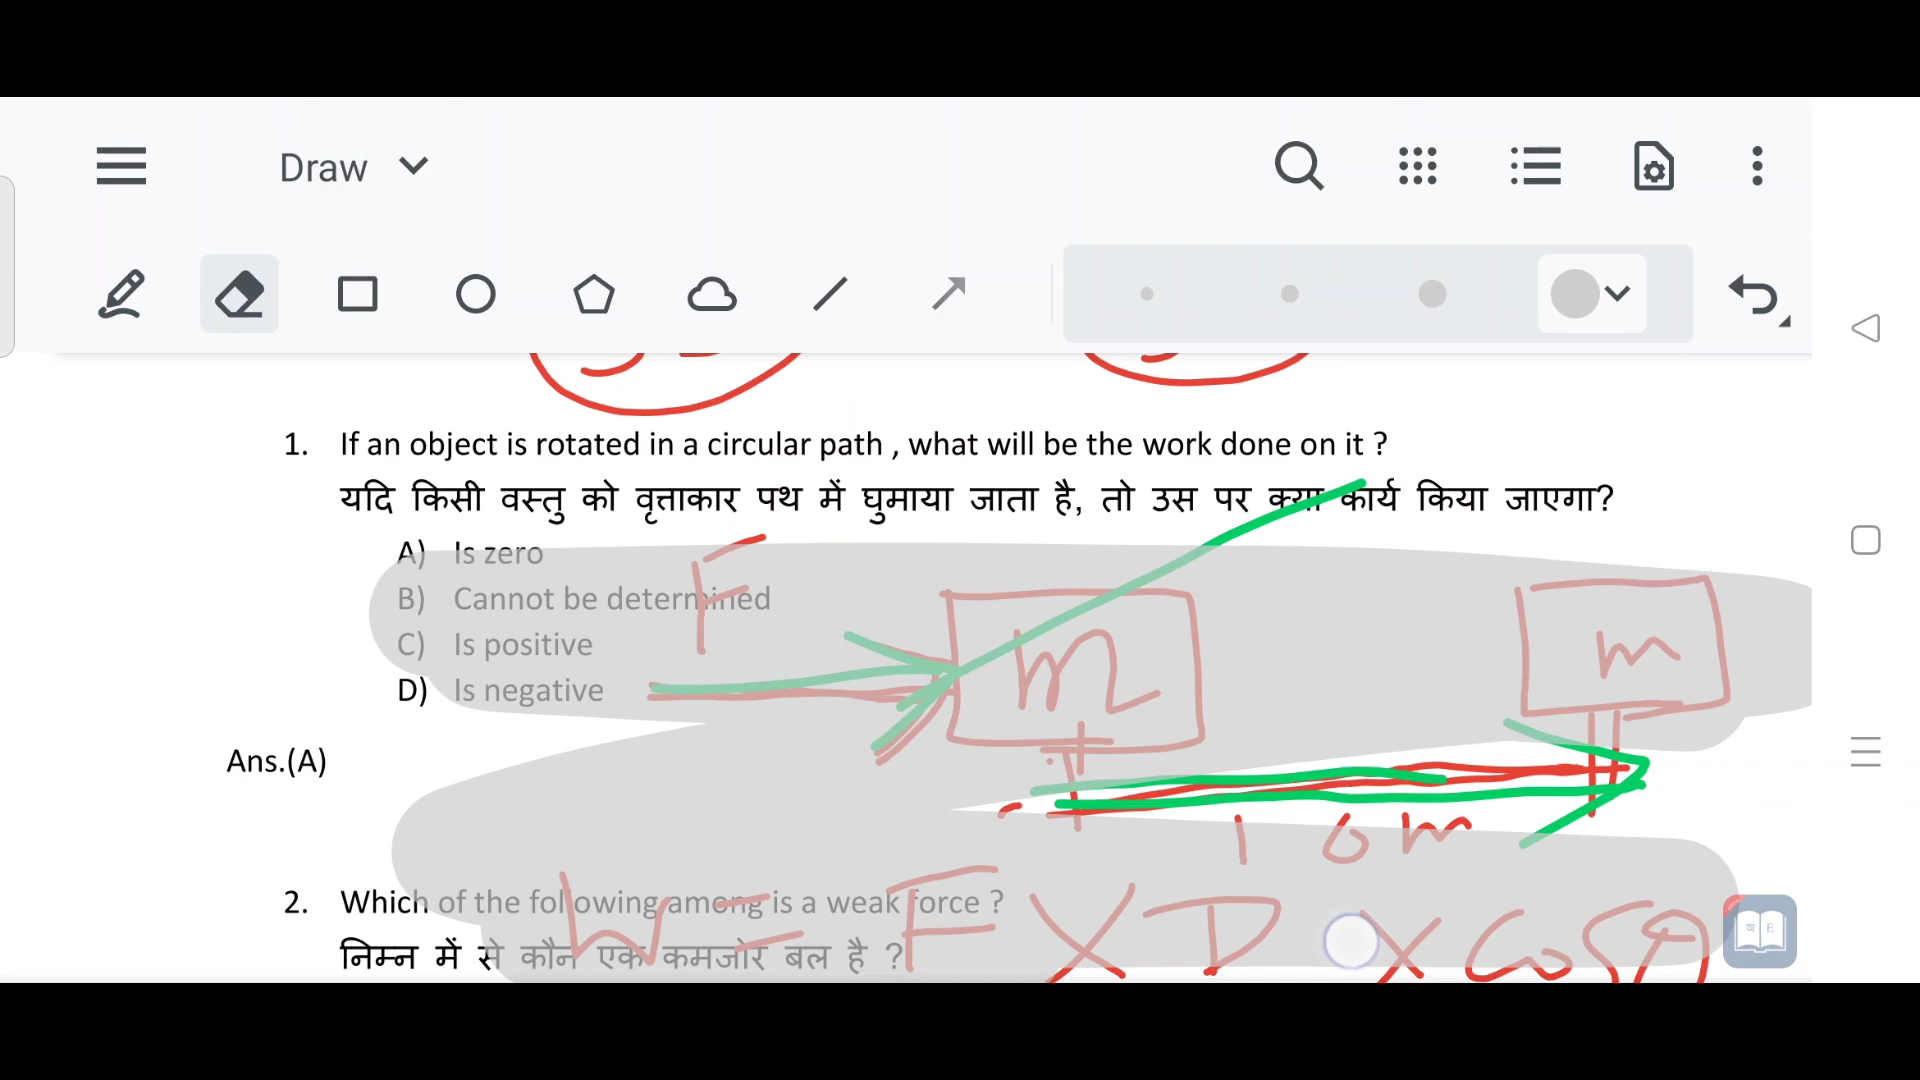 Draw
1. If an object is rotated in a circular path , what will be the work done on it ?
यदि किसी वस्तु को वृत्ताकार पथ में घुमाया जाता है, तो उस पर क्या कार्य किया जाएगा?
A) Is zero
F
B) Cannot be determined
C) Is positive
m
m
D) Is negative
Ans.(A)
10m
2. Which of the following among is a weak force ?
W = F X D X Cos
निम्न में से कौन एक कमजोर बल है ?
अ E